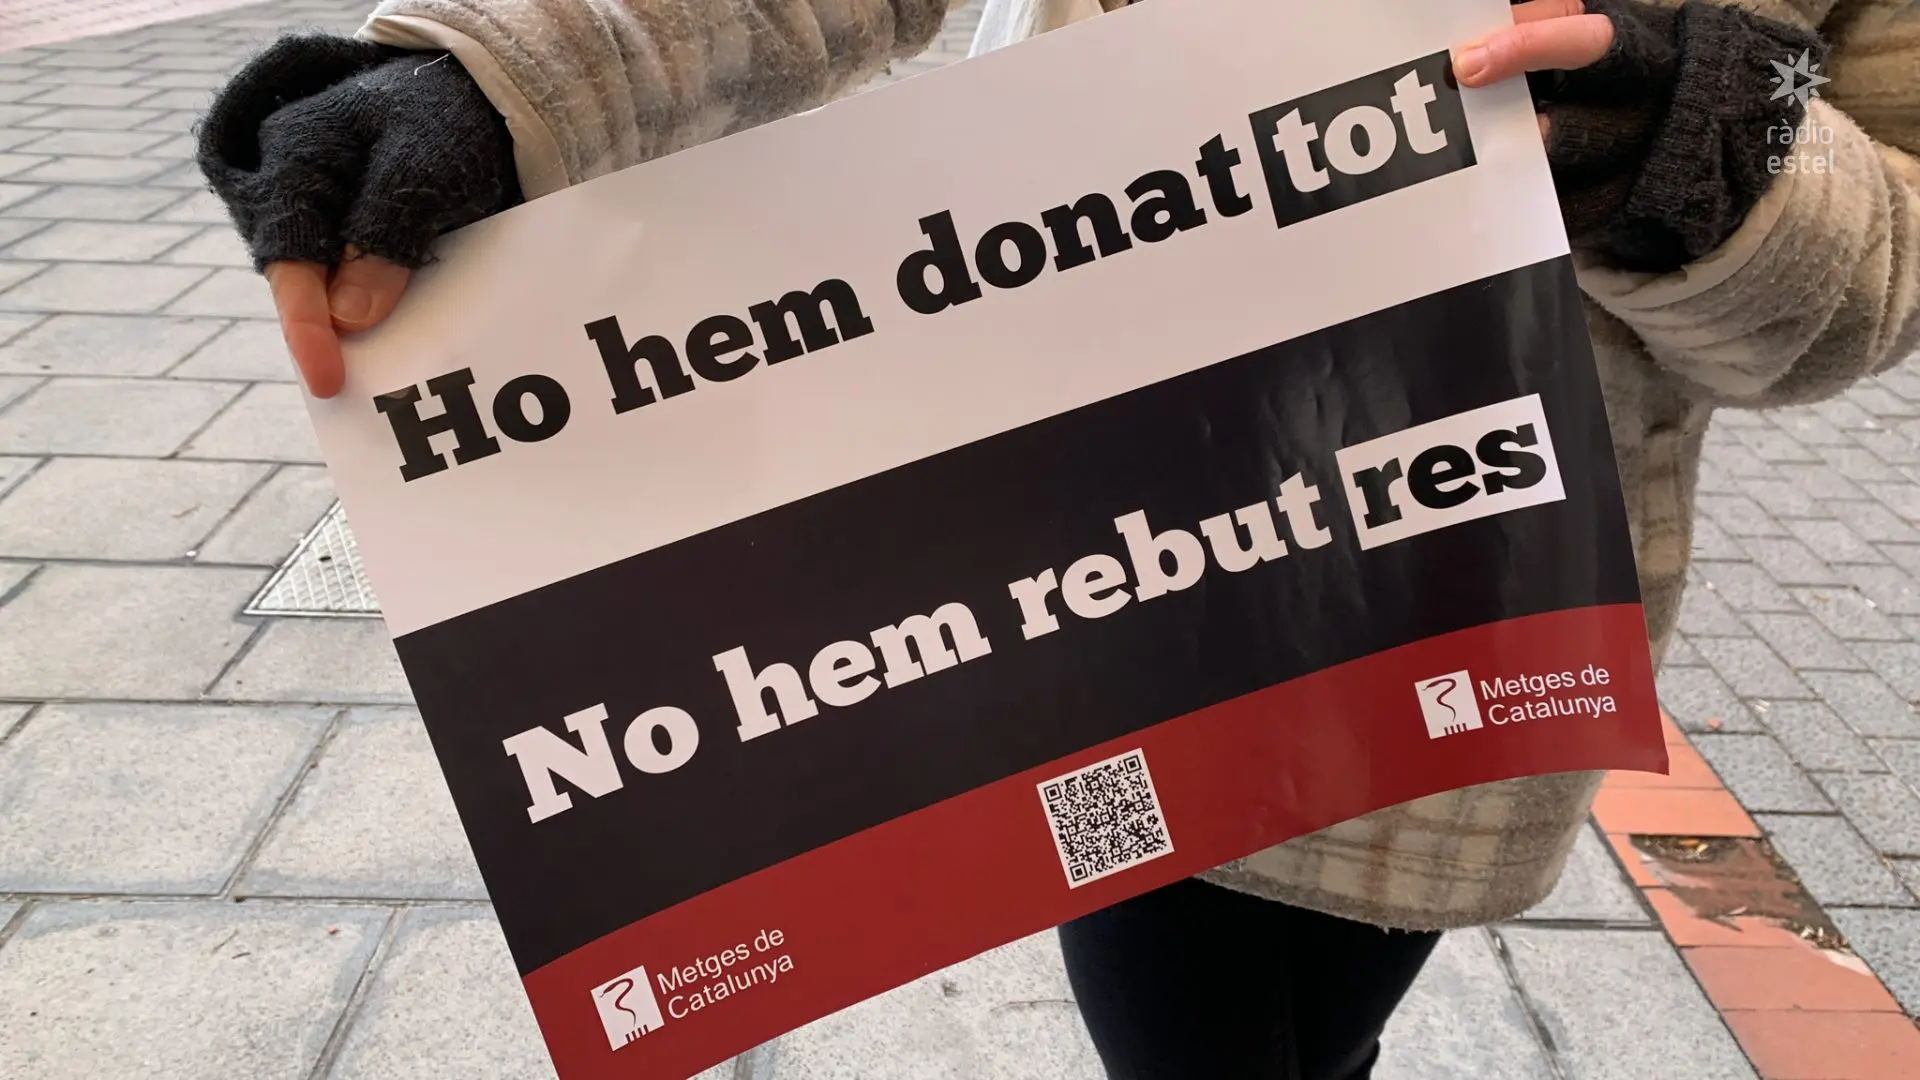 ràdio
estel
Ho hem donat tot
No hem rebut res
Metges de
Catalunya
Metges de
Catalunya